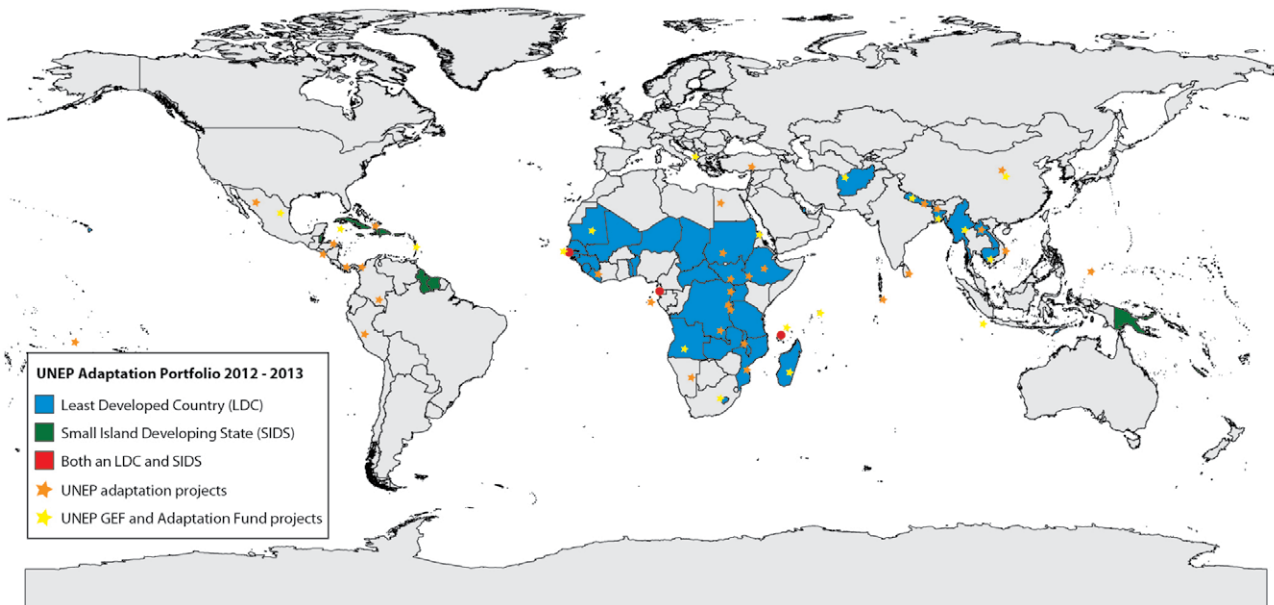 UNEP Adaptation Portfolio 2012 - 2013
Least Developed Country (LDC)
Small Island Developing State (SIDS)
Both an LDC and SIDS
UNEP adaptation projects
UNEP GEF and Adaptation Fund projects